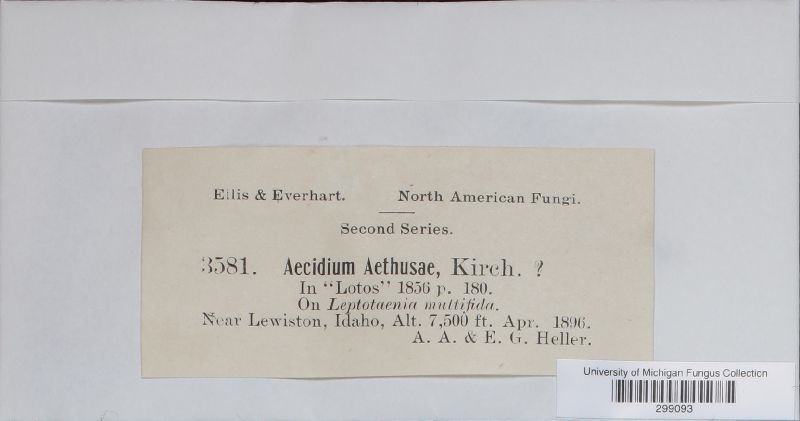 Ellis & Everhart. North American Fungi.
Second Series.
3581. Aecidium Aethusae, Kirch. ?
In "Lotos" 1856 p. 180.
On Leptotaenia multifida.
Near Lewiston, Idaho, Alt. 7,500 ft. Apr. 1896.
A. A. & E. G. Heller.
University of Michigan Fungus Collection
299093